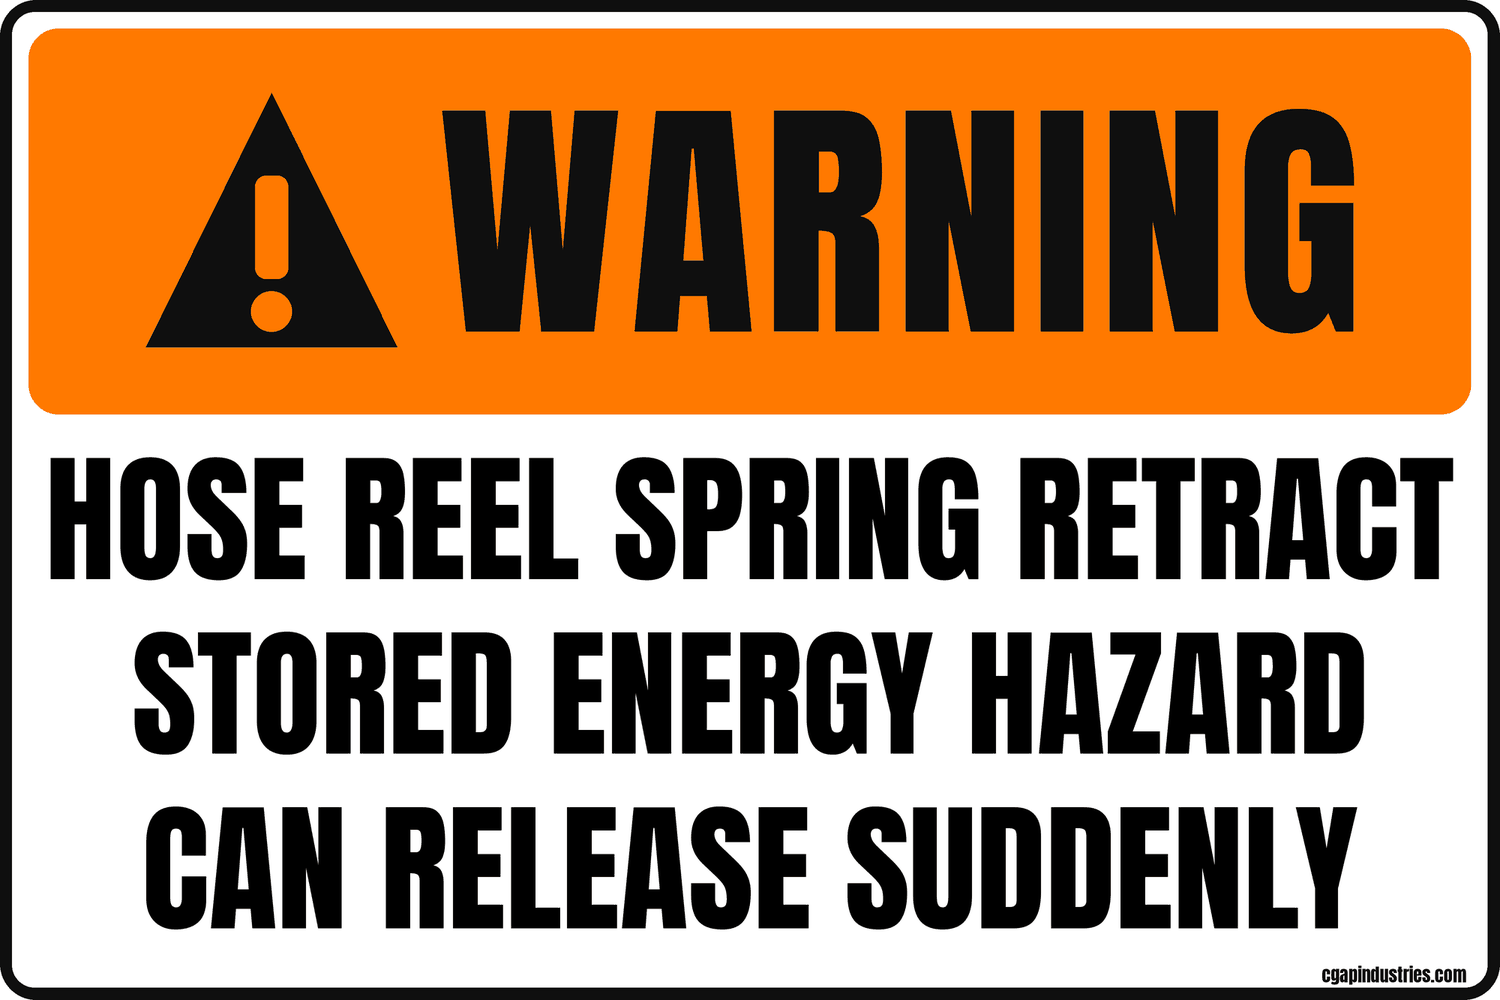 WARNING
HOSE REEL SPRING RETRACT
STORED ENERGY HAZARD
CAN RELEASE SUDDENLY
cgapindustries.com